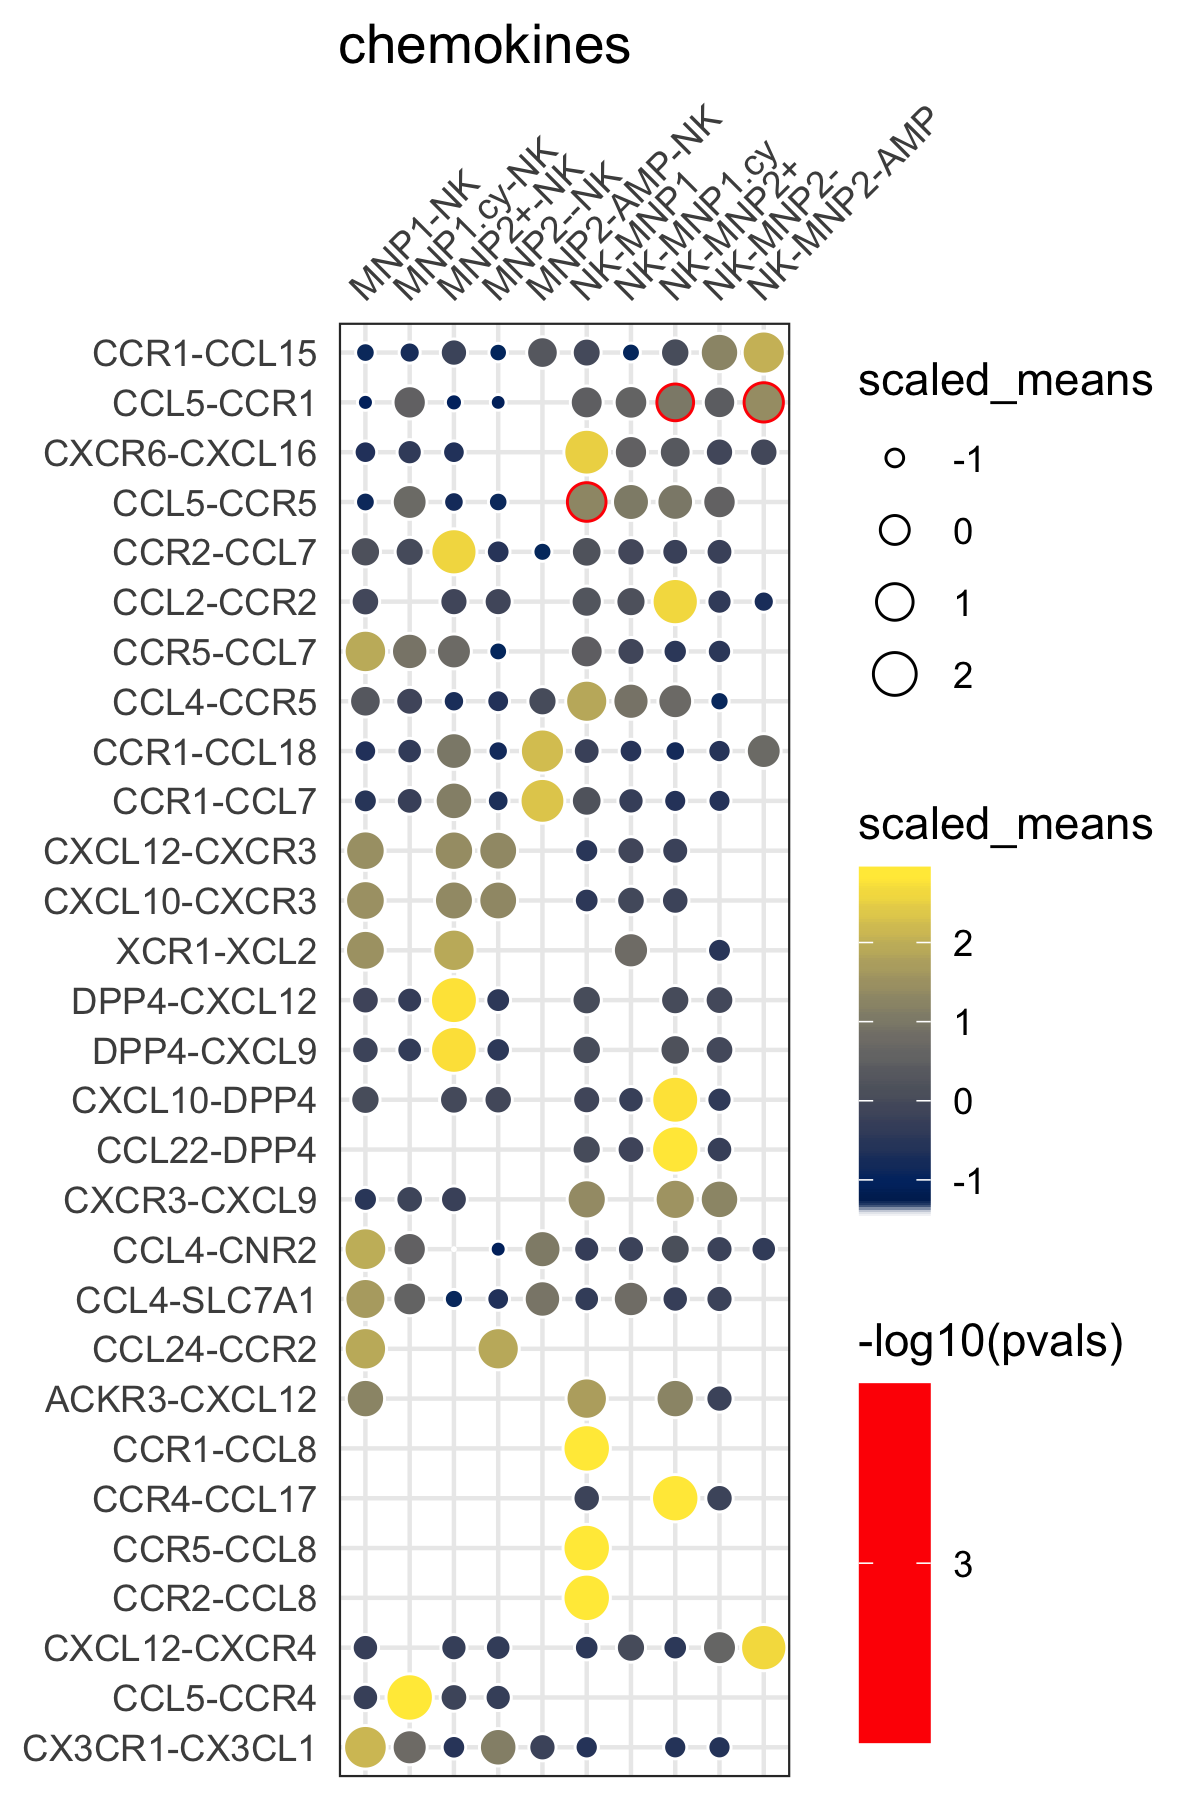 chemokines
MNP1-NK
MNP1.cy-NK
MNP2+-NK
MNP2--NK
MNP2-AMP-NK
NK-MNP1
NK-MNP1.cy
NK-MNP2+
NK-MNP2-
NK-MNP2-AMP
CCR1-CCL15
CCL5-CCR1
CXCR6-CXCL16
CCL5-CCR5
CCR2-CCL7
CCL2-CCR2
CCR5-CCL7
CCL4-CCR5
CCR1-CCL18
CCR1-CCL7
CXCL12-CXCR3
CXCL10-CXCR3
XCR1-XCL2
DPP4-CXCL12
DPP4-CXCL9
CXCL10-DPP4
CCL22-DPP4
CXCR3-CXCL9
CCL4-CNR2
CCL4-SLC7A1
CCL24-CCR2
ACKR3-CXCL12
CCR1-CCL8
CCR4-CCL17
CCR5-CCL8
CCR2-CCL8
CXCL12-CXCR4
CCL5-CCR4
CX3CR1-CX3CL1
scaled_means
-1
0
1
2
scaled_means
2
1
0
-1
-log10(pvals)
3